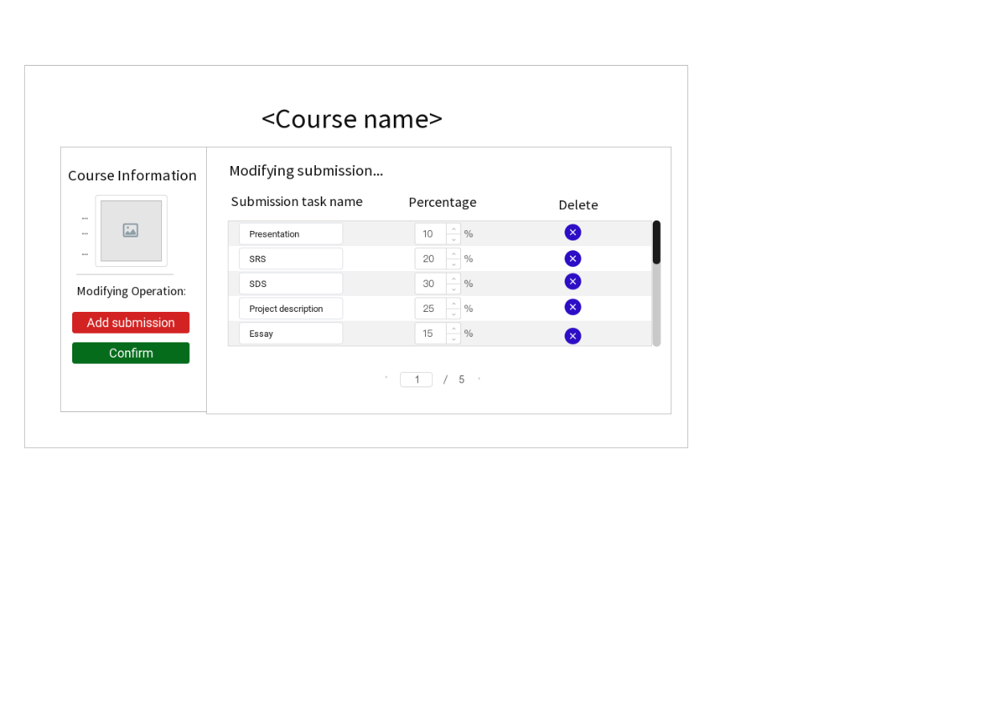 <Course name>
Course Information
...
...
...
Modifying Operation:
Add submission
Confirm
Modifying submission...
Submission task name Percentage Delete
Presentation 10 %
SRS 20 %
SDS 30 %
Project description 25 %
Essay 15 %
1 / 5